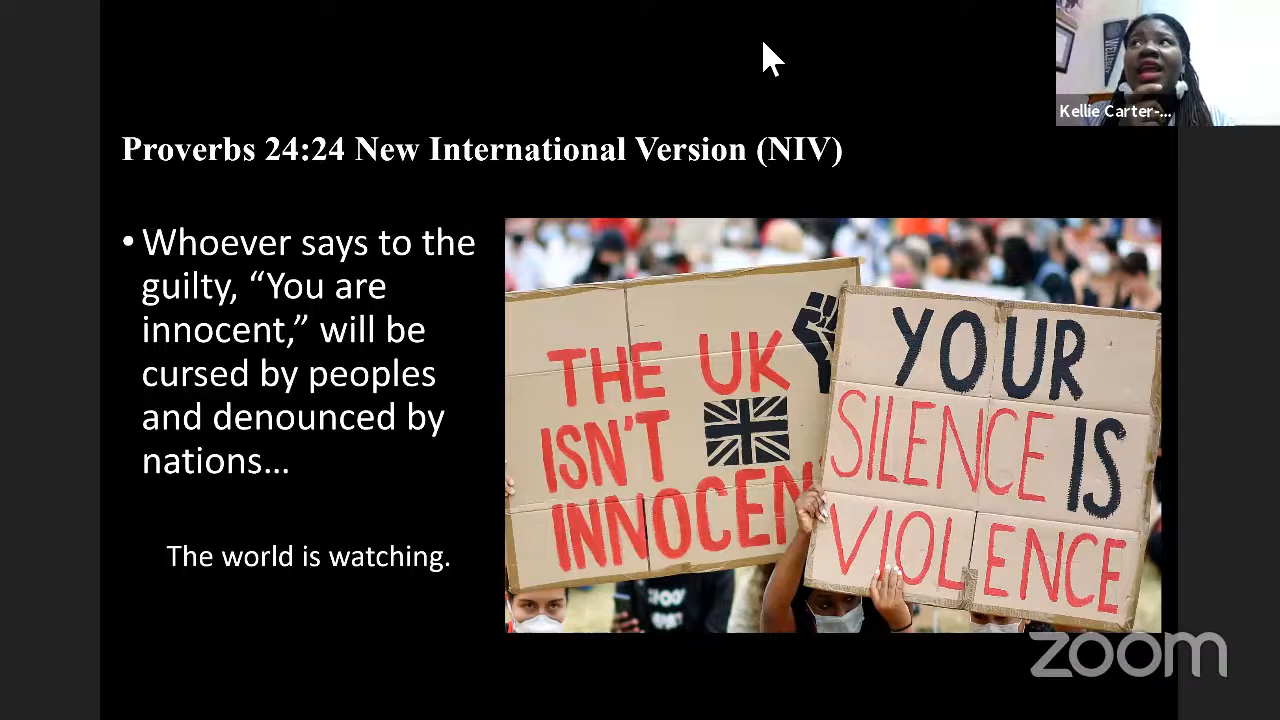 Kellie Carter-...
Proverbs 24:24 New International Version (NIV)
• Whoever says to the
guilty, “You are
innocent,” will be
cursed by peoples
and denounced by
nations...
The world is watching.
THE UK
ISN'T
INNOCEN
YOUR
SILENCE IS
VIOLENCE
zoom